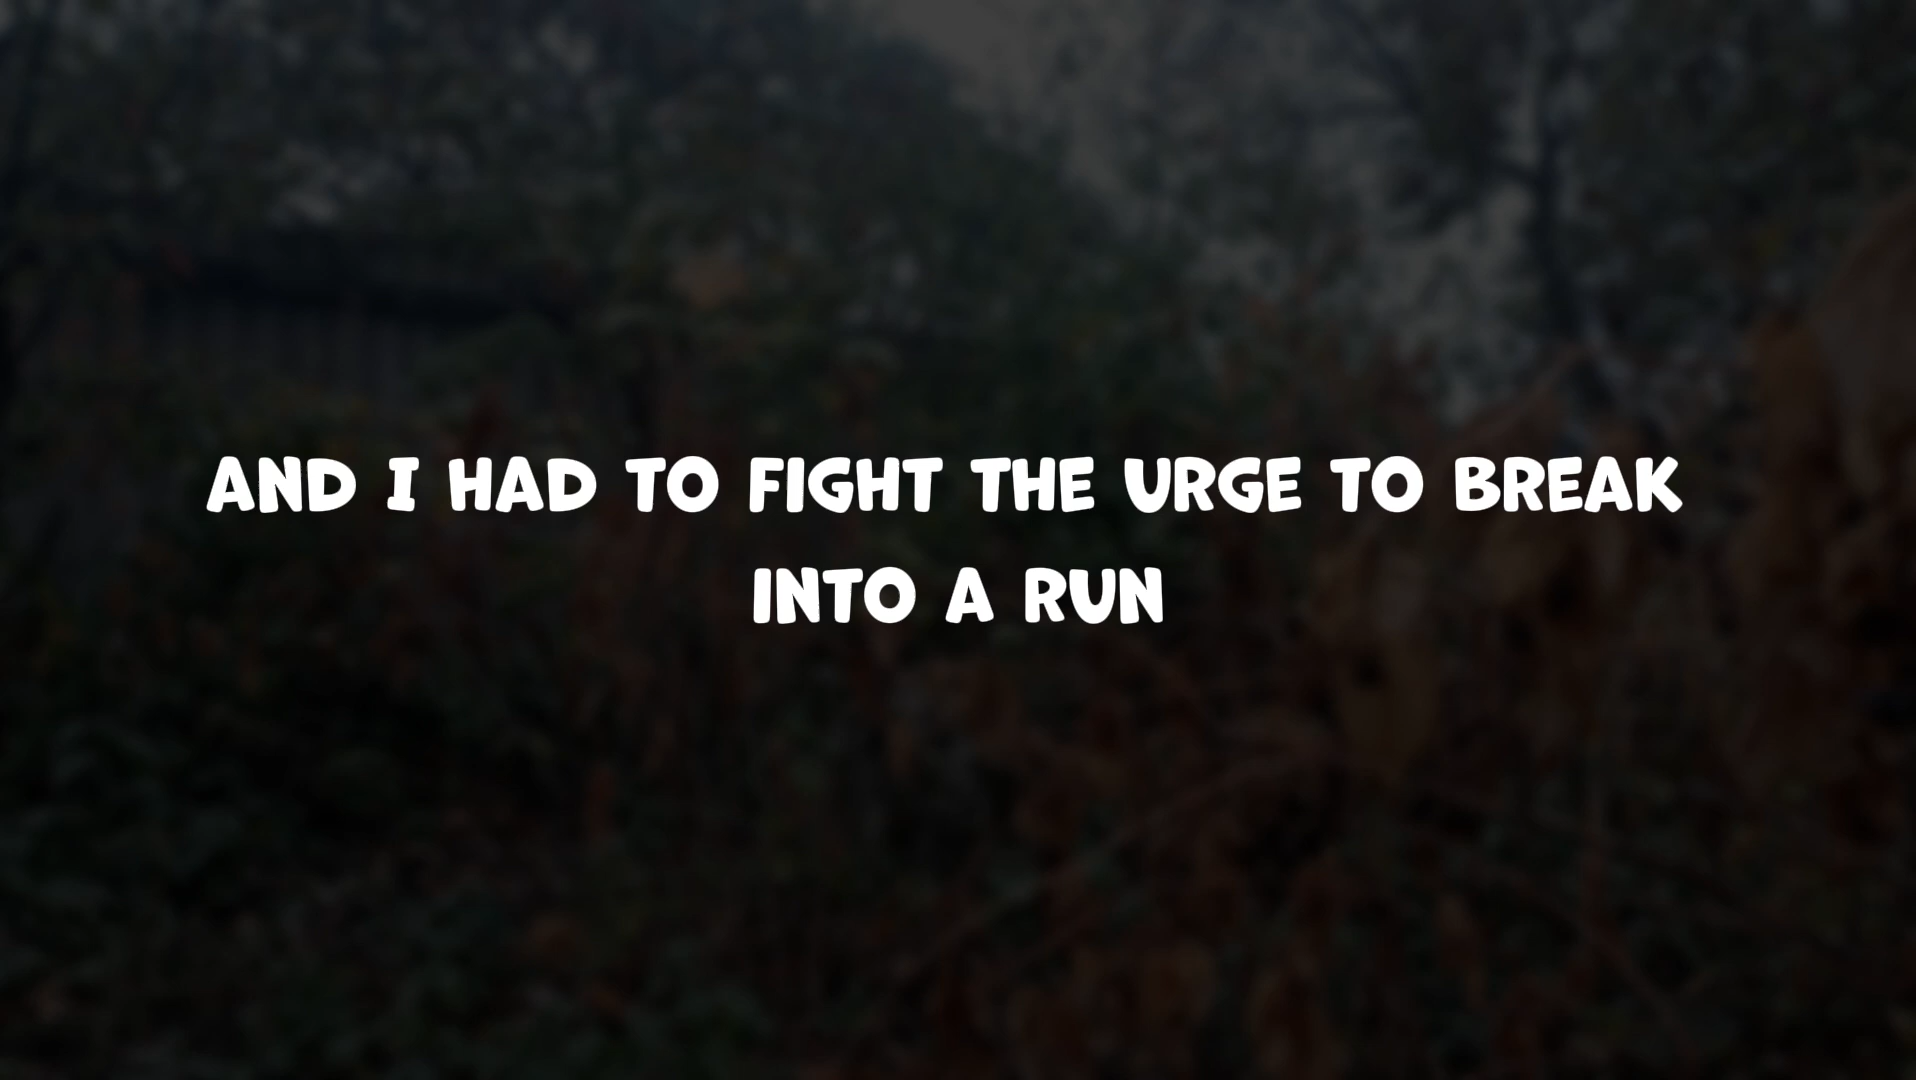 AND I HAD TO FIGHT THE URGE TO BREAK
INTO A RUN